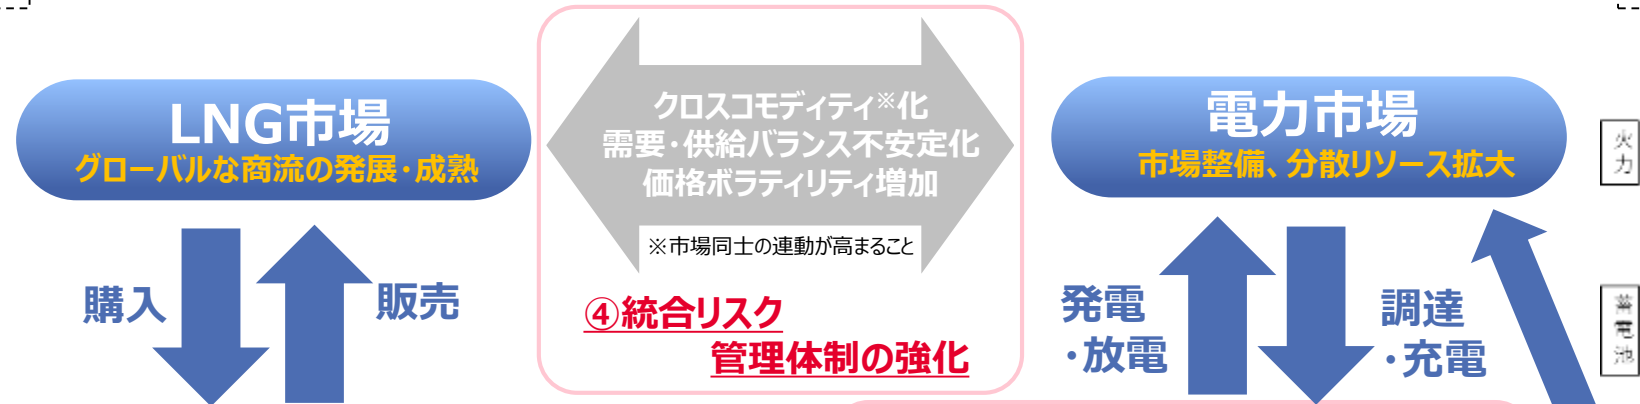 LNG市場
グローバルな商流の発展・成熟
クロスコモディティ※化
需要・供給バランス不安定化
価格ボラティリティ増加
※市場同士の連動が高まること
④統合リスク
管理体制の強化
電力市場
市場整備、分散リソース拡大
購入
販売
発電
・放電
調達
・充電
火力
蓄電池